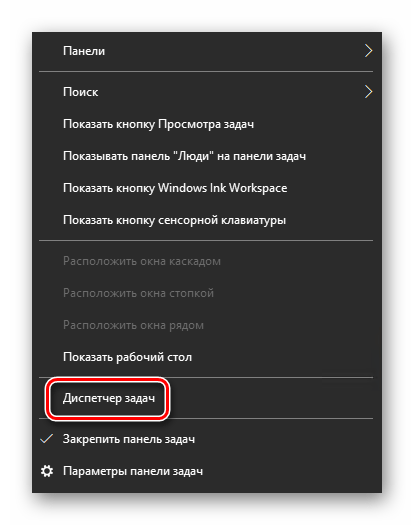 Панели
Поиск
Показать кнопку Просмотра задач
Показывать панель "Люди" на панели задач
Показать кнопку Windows Ink Workspace
Показать кнопку сенсорной клавиатуры
Расположить окна каскадом
Расположить окна стопкой
Расположить окна рядом
Показать рабочий стол
Диспетчер задач
Закрепить панель задач
Параметры панели задач